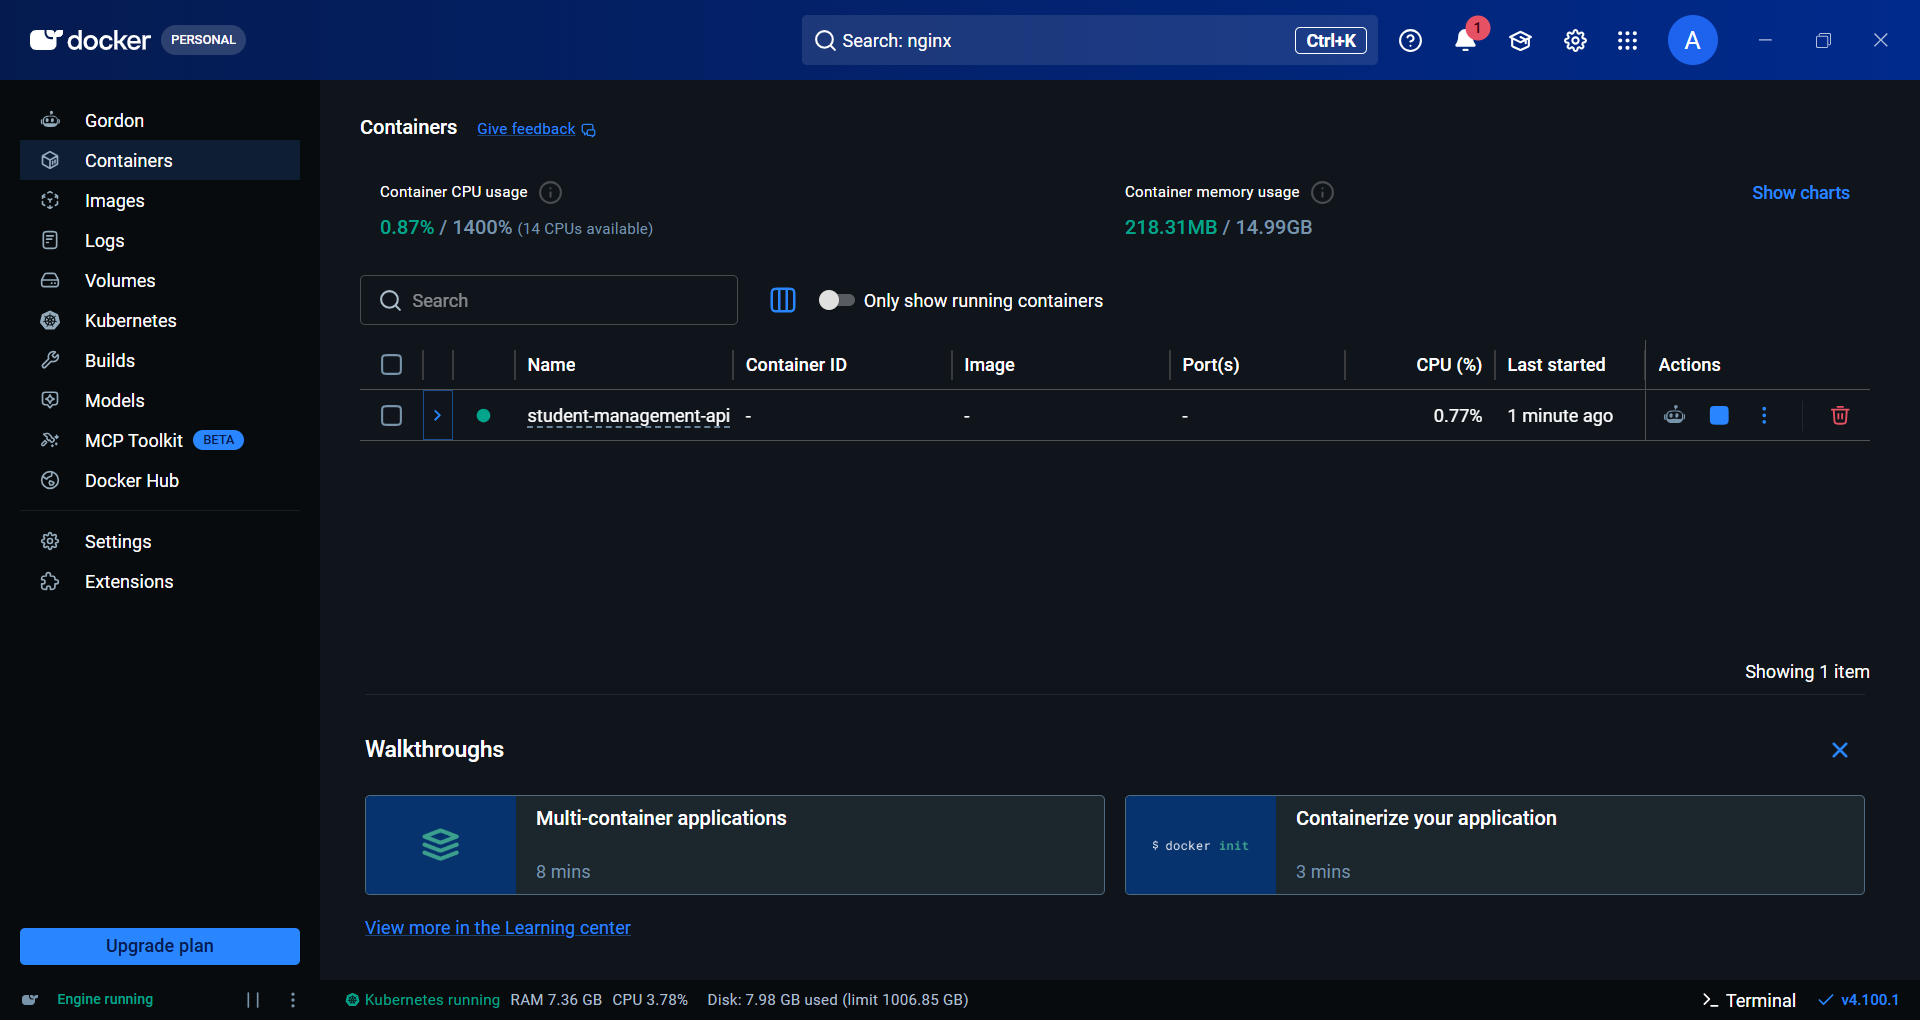 docker PERSONAL
Search: nginx Ctrl+K
1
A
Gordon
Containers
Images
Logs
Volumes
Kubernetes
Builds
Models
MCP Toolkit BETA
Docker Hub
Settings
Extensions
Upgrade plan
Containers Give feedback
Container CPU usage
0.87% / 1400% (14 CPUs available)
Container memory usage
218.31MB / 14.99GB
Show charts
Search
Only show running containers
Name Container ID Image Port(s) CPU (%) Last started Actions
student-management-api - - - 0.77% 1 minute ago
Showing 1 item
Walkthroughs
Multi-container applications
8 mins
$ docker init
Containerize your application
3 mins
View more in the Learning center
Engine running
Kubernetes running RAM 7.36 GB CPU 3.78% Disk: 7.98 GB used (limit 1006.85 GB)
Terminal
v4.100.1